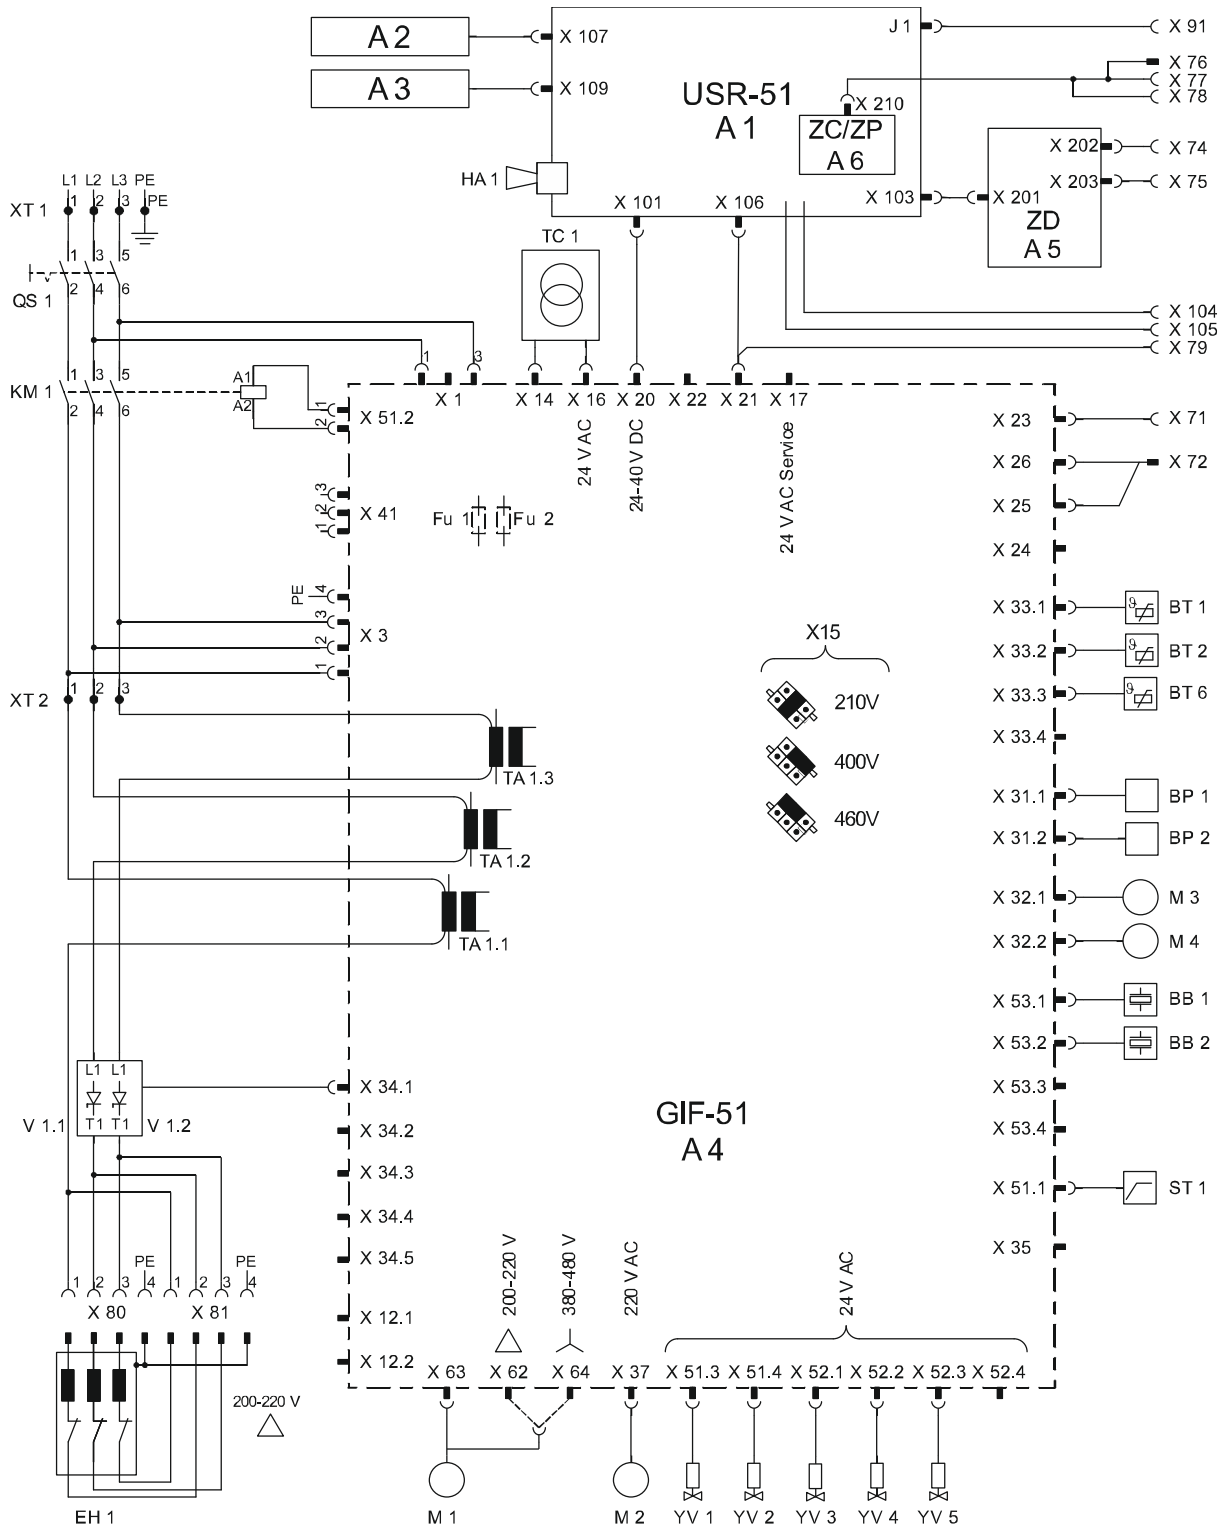 A 2
X 107
J 1
X 91
A 3
X 109
USR-51
A 1
X 210
ZC/ZP
A 6
X 76
X 77
X 78
X 202
X 74
X 203
X 75
HA 1
X 101
X 106
X 103
X 201
ZD
A 5
L1 L2 L3 PE
XT 1
1 2 3 PE
TC 1
1 3 5
QS 1
2 4 6
X 104
X 105
X 79
1 3
1 3 5
KM 1
2 4 6
A1
A2
1
2
X 51.2
X 1
X 14
X 16
X 20
X 22
X 21
X 17
24 V AC
24-40 V DC
24 V AC Service
X 23
X 71
X 26
X 72
X 25
X 24
3
2
1
X 41
Fu 1
Fu 2
PE
4
3
2
1
X 3
X 33.1
BT 1
X 33.2
BT 2
X 33.3
BT 6
X 33.4
ϑ
ϑ
ϑ
X15
210V
400V
460V
XT 2
1 2 3
TA 1.3
TA 1.2
TA 1.1
X 31.1
BP 1
X 31.2
BP 2
X 32.1
M 3
X 32.2
M 4
X 53.1
BB 1
X 53.2
BB 2
X 53.3
X 53.4
X 51.1
ST 1
X 35
L1 L1
T1 T1
V 1.1
V 1.2
X 34.1
X 34.2
X 34.3
X 34.4
X 34.5
X 12.1
X 12.2
GIF-51
A 4
PE
PE
1 2 3 4 1 2 3 4
X 80
X 81
200-220 V
380-480 V
220 V AC
24 V AC
X 63
X 62
X 64
X 37
X 51.3
X 51.4
X 52.1
X 52.2
X 52.3
X 52.4
200-220 V
EH 1
M 1
M 2
YV 1
YV 2
YV 3
YV 4
YV 5